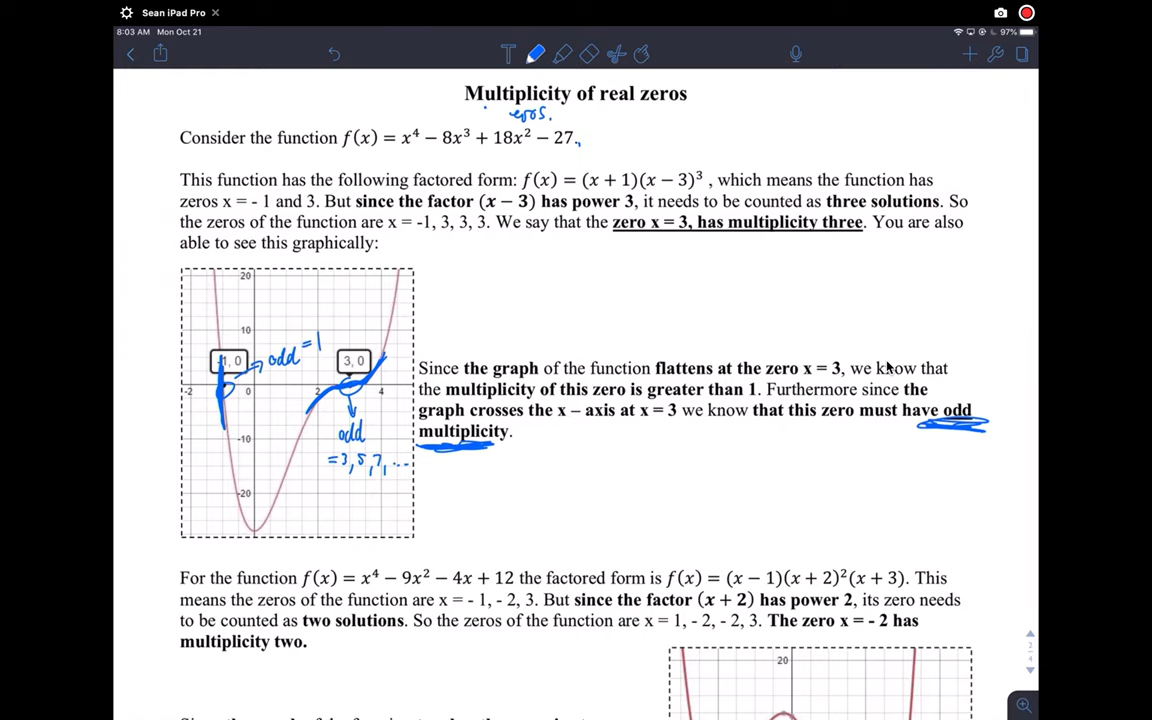 Sean iPad Pro ×
8:03 AM Mon Oct 21
97%
Multiplicity of real zeros
eros.
Consider the function f(x) = x⁴ − 8x³ + 18x² − 27.
This function has the following factored form: f(x) = (x + 1)(x − 3)³ , which means the function has
zeros x = - 1 and 3. But since the factor (x − 3) has power 3, it needs to be counted as three solutions. So
the zeros of the function are x = -1, 3, 3, 3. We say that the zero x = 3, has multiplicity three. You are also
able to see this graphically:
20
10
odd = 1
1, 0
3, 0
-2
0
2
4
-10
odd
= 3, 5, 7, ...
-20
Since the graph of the function flattens at the zero x = 3, we know that
the multiplicity of this zero is greater than 1. Furthermore since the
graph crosses the x – axis at x = 3 we know that this zero must have odd
multiplicity.
For the function f(x) = x⁴ − 9x² − 4x + 12 the factored form is f(x) = (x − 1)(x + 2)²(x + 3). This
means the zeros of the function are x = - 1, - 2, 3. But since the factor (x + 2) has power 2, its zero needs
to be counted as two solutions. So the zeros of the function are x = 1, - 2, - 2, 3. The zero x = - 2 has
multiplicity two.
20